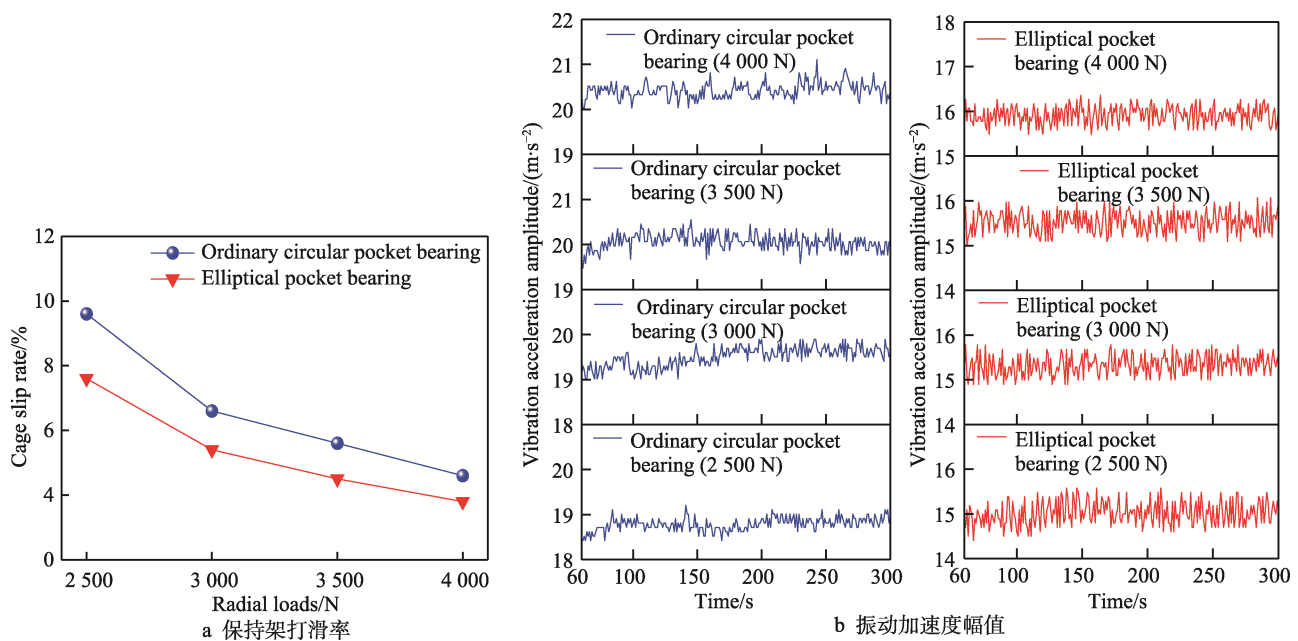 12
10
8
6
4
2
0
Cage slip rate/%
Ordinary circular pocket bearing
Elliptical pocket bearing
2 500
3 000
3 500
4 000
Radial loads/N
a 保持架打滑率
Vibration acceleration amplitude/(m·s⁻²)
22
21
20
19
Ordinary circular pocket
bearing (4 000 N)
21
20
19
Ordinary circular pocket
bearing (3 500 N)
20
19
18
Ordinary circular pocket
bearing (3 000 N)
20
19
18
Ordinary circular pocket
bearing (2 500 N)
60
100
150
200
250
300
Time/s
Vibration acceleration amplitude/(m·s⁻²)
18
17
16
15
Elliptical pocket
bearing (4 000 N)
16
15
14
Elliptical pocket
bearing (3 500 N)
16
15
14
Elliptical pocket
bearing (3 000 N)
16
15
14
Elliptical pocket
bearing (2 500 N)
60
100
150
200
250
300
Time/s
b 振动加速度幅值